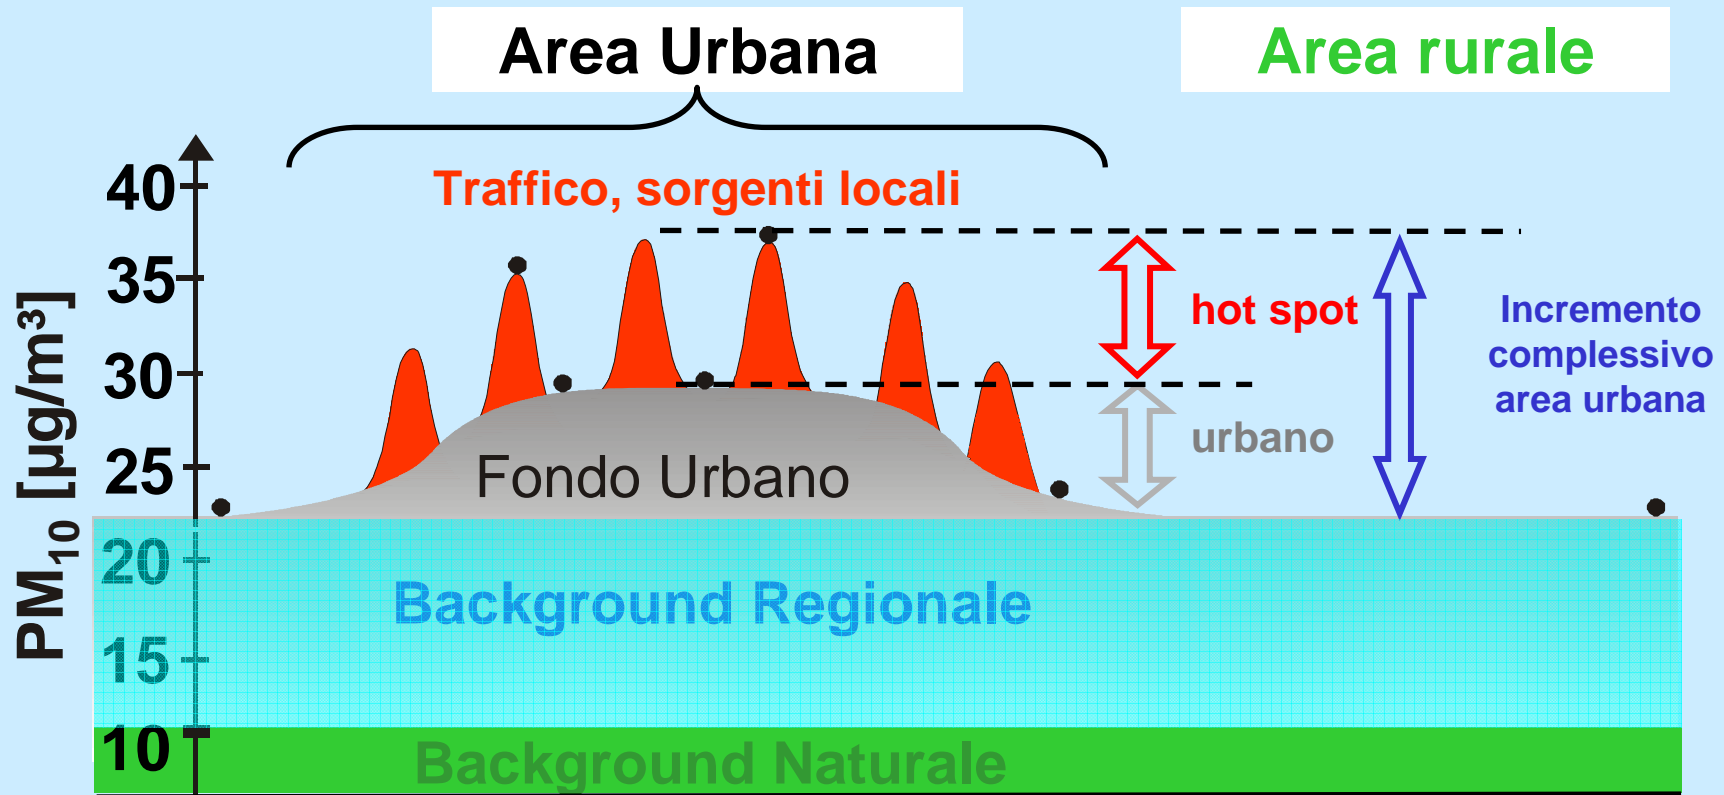 Area Urbana
Area rurale
Traffico, sorgenti locali
40
35
30
25
20
15
10
PM10 [µg/m³]
hot spot
urbano
Incremento
complessivo
area urbana
Fondo Urbano
Background Regionale
Background Naturale